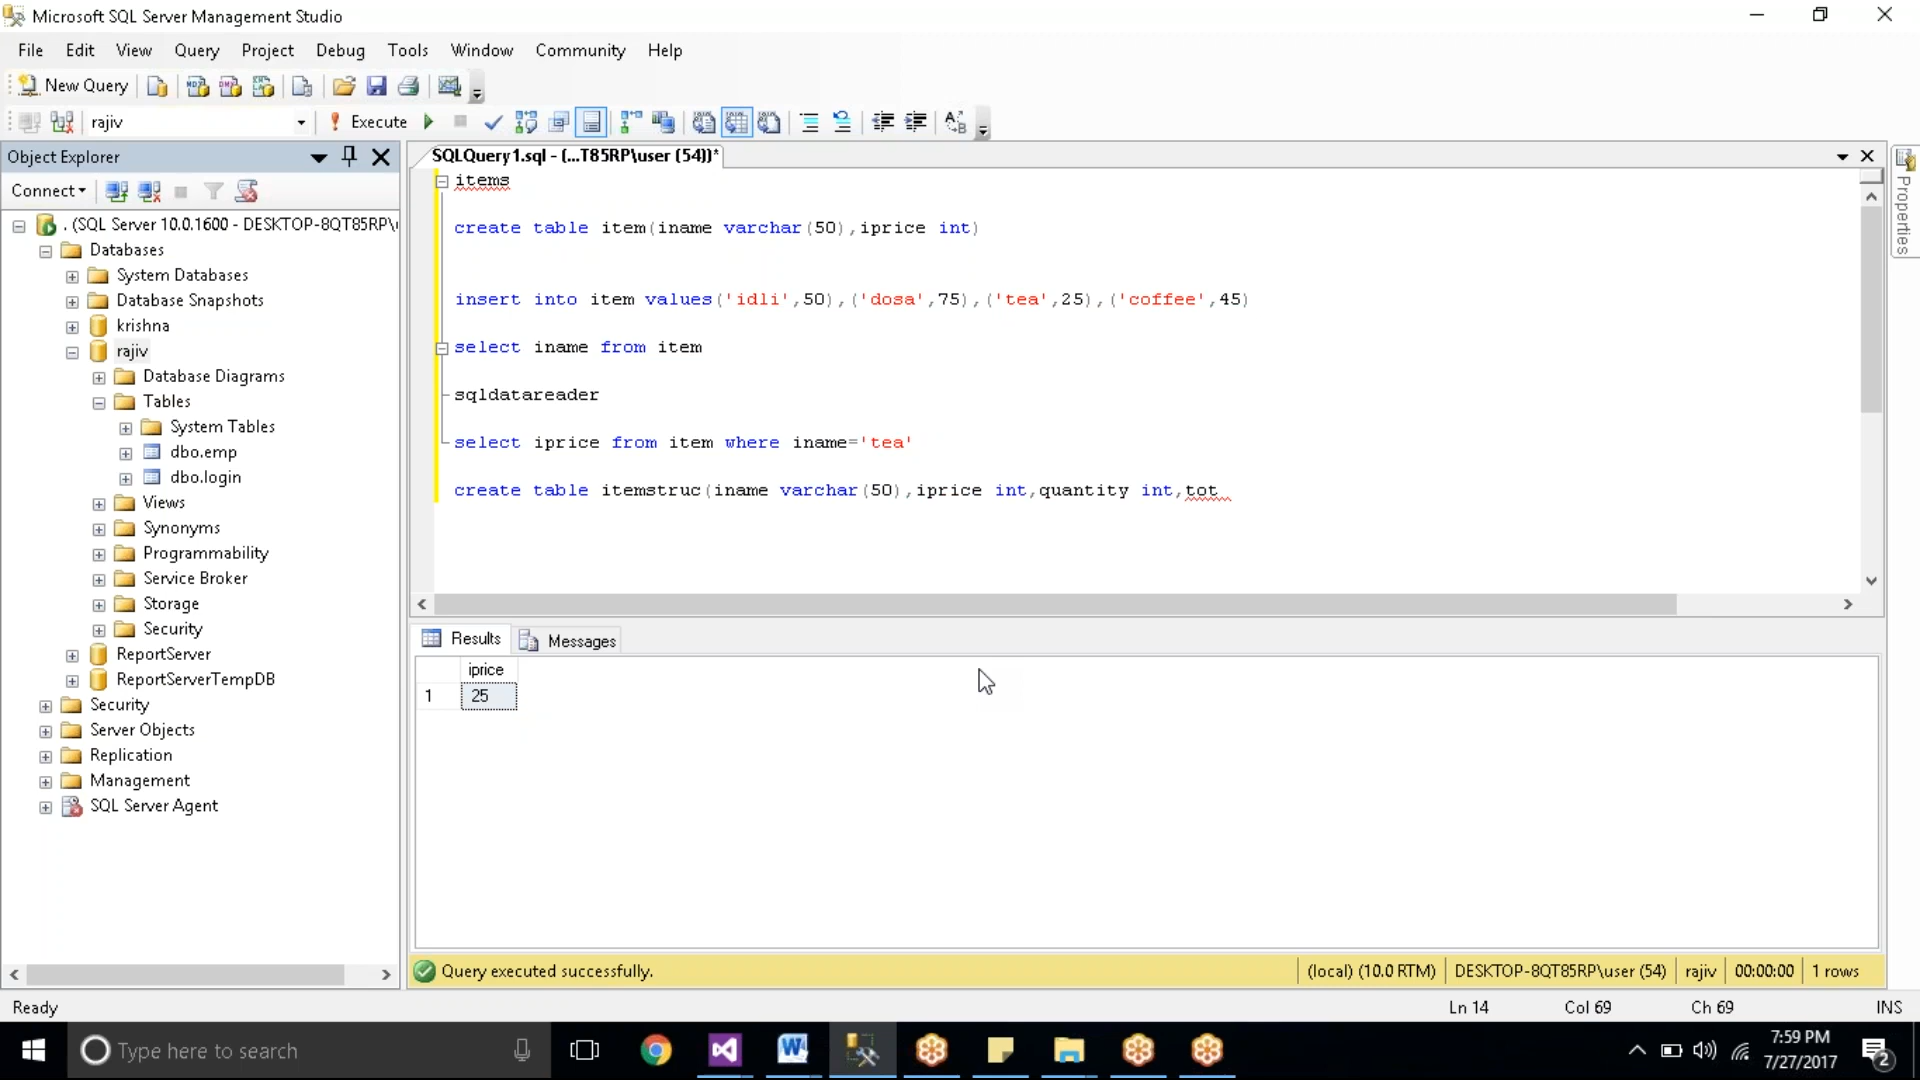 Microsoft SQL Server Management Studio
File Edit View Query Project Debug Tools Window Community Help
New Query
rajiv Execute
Object Explorer
SQLQuery1.sql - (...T85RP\user (54))*
Properties
Connect
. (SQL Server 10.0.1600 - DESKTOP-8QT85RP\
Databases
System Databases
Database Snapshots
krishna
rajiv
Database Diagrams
Tables
System Tables
dbo.emp
dbo.login
Views
Synonyms
Programmability
Service Broker
Storage
Security
ReportServer
ReportServerTempDB
Security
Server Objects
Replication
Management
SQL Server Agent
items
create table item(iname varchar(50),iprice int)
insert into item values('idli',50),('dosa',75),('tea',25),('coffee',45)
select iname from item
sqldatareader
select iprice from item where iname='tea'
create table itemstruc(iname varchar(50),iprice int,quantity int,tot
Results Messages
iprice
1 25
Query executed successfully. (local) (10.0 RTM) DESKTOP-8QT85RP\user (54) rajiv 00:00:00 1 rows
Ready Ln 14 Col 69 Ch 69 INS
Type here to search
7:59 PM
7/27/2017
2